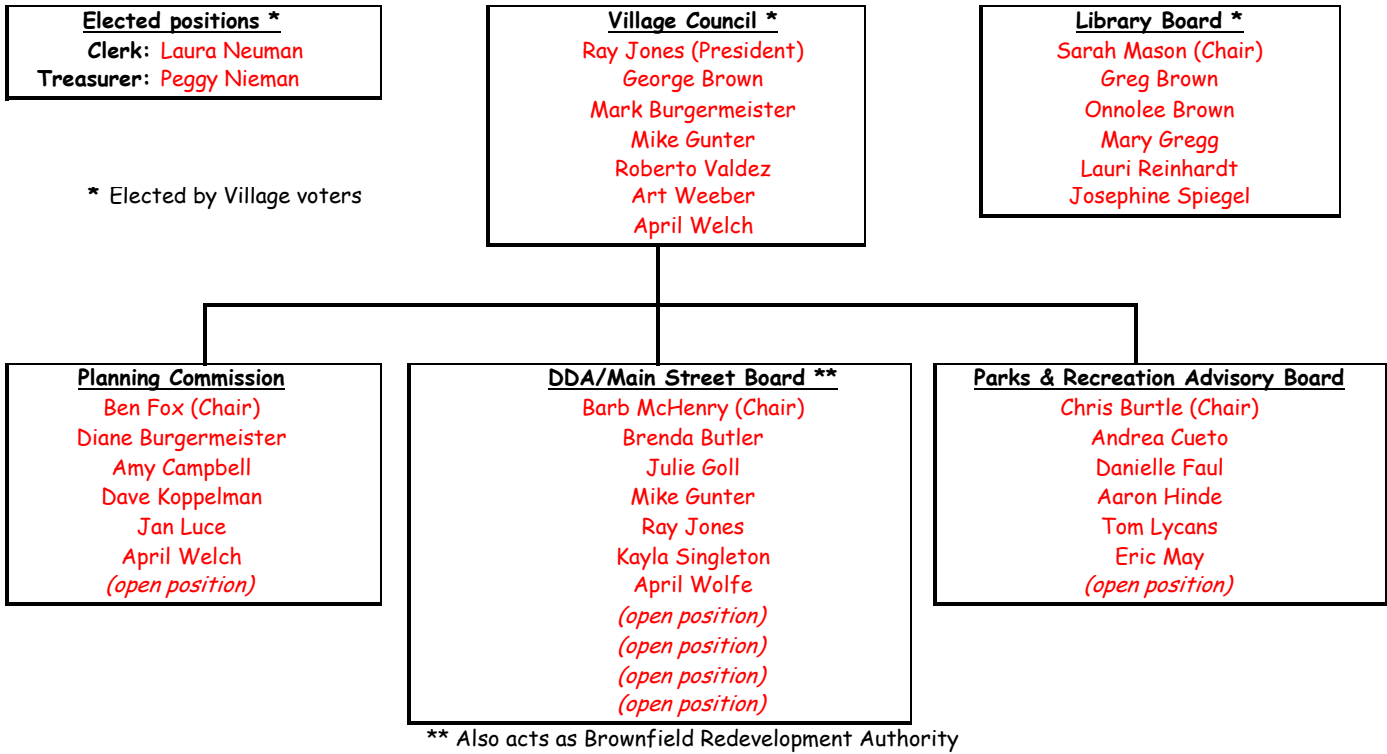 Elected positions *
Clerk: Laura Neuman
Treasurer: Peggy Nieman
* Elected by Village voters
Village Council *
Ray Jones (President)
George Brown
Mark Burgermeister
Mike Gunter
Roberto Valdez
Art Weeber
April Welch
Library Board *
Sarah Mason (Chair)
Greg Brown
Onnolee Brown
Mary Gregg
Lauri Reinhardt
Josephine Spiegel
Planning Commission
Ben Fox (Chair)
Diane Burgermeister
Amy Campbell
Dave Koppelman
Jan Luce
April Welch
(open position)
DDA/Main Street Board **
Barb McHenry (Chair)
Brenda Butler
Julie Goll
Mike Gunter
Ray Jones
Kayla Singleton
April Wolfe
(open position)
(open position)
(open position)
(open position)
Parks & Recreation Advisory Board
Chris Burtle (Chair)
Andrea Cueto
Danielle Faul
Aaron Hinde
Tom Lycans
Eric May
(open position)
** Also acts as Brownfield Redevelopment Authority